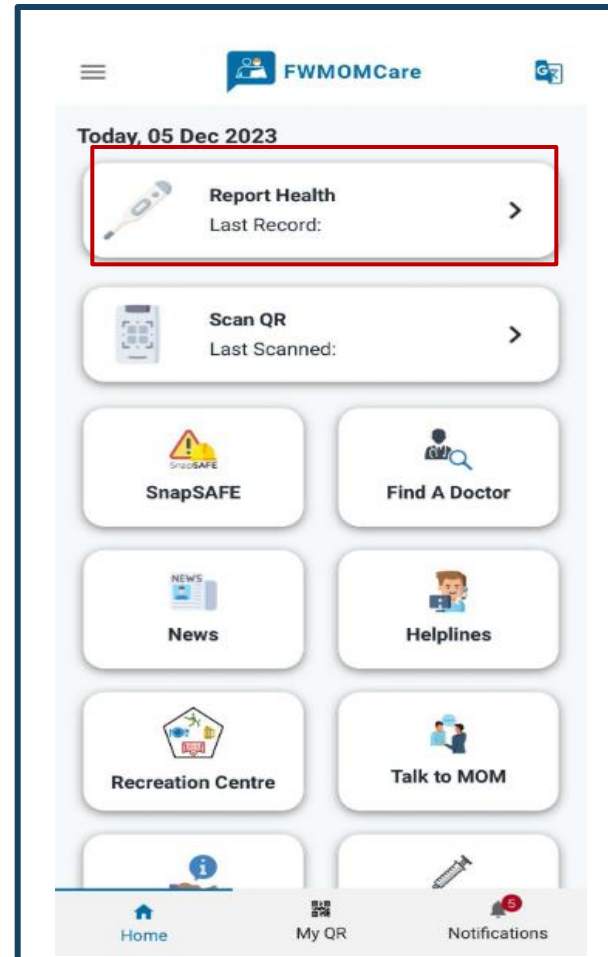 FWMOMCare
Today, 05 Dec 2023
Report Health
Last Record:
Scan QR
Last Scanned:
SnapSAFE
SnapSAFE
Find A Doctor
NEWS
News
Helplines
Recreation Centre
Talk to MOM
5
Home
My QR
Notifications